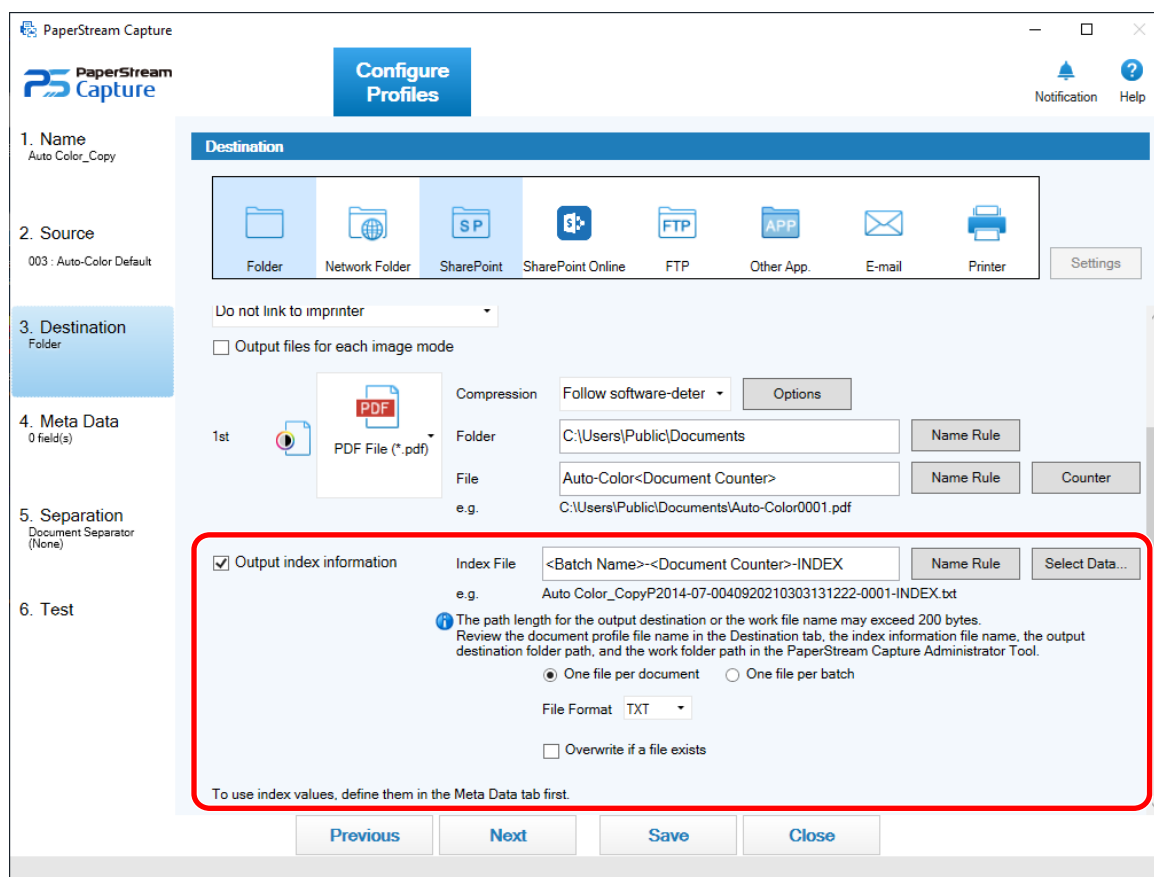 PaperStream Capture
PS PaperStream
Capture
Configure
Profiles
Notification
Help
1. Name
Auto Color_Copy
2. Source
003 : Auto-Color Default
3. Destination
Folder
4. Meta Data
0 field(s)
5. Separation
Document Separator
(None)
6. Test
Destination
Folder
Network Folder
SP
SharePoint
S
SharePoint Online
FTP
FTP
APP
Other App.
E-mail
Printer
Settings
Do not link to imprinter
Output files for each image mode
1st
PDF
PDF File (*.pdf)
Compression
Follow software-deter
Options
Folder
C:\Users\Public\Documents
Name Rule
File
Auto-Color<Document Counter>
Name Rule
Counter
e.g.
C:\Users\Public\Documents\Auto-Color0001.pdf
Output index information
Index File
<Batch Name>-<Document Counter>-INDEX
Name Rule
Select Data...
e.g.
Auto Color_CopyP2014-07-0040920210303131222-0001-INDEX.txt
The path length for the output destination or the work file name may exceed 200 bytes.
Review the document profile file name in the Destination tab, the index information file name, the output
destination folder path, and the work folder path in the PaperStream Capture Administrator Tool.
One file per document
One file per batch
File Format
TXT
Overwrite if a file exists
To use index values, define them in the Meta Data tab first.
Previous
Next
Save
Close